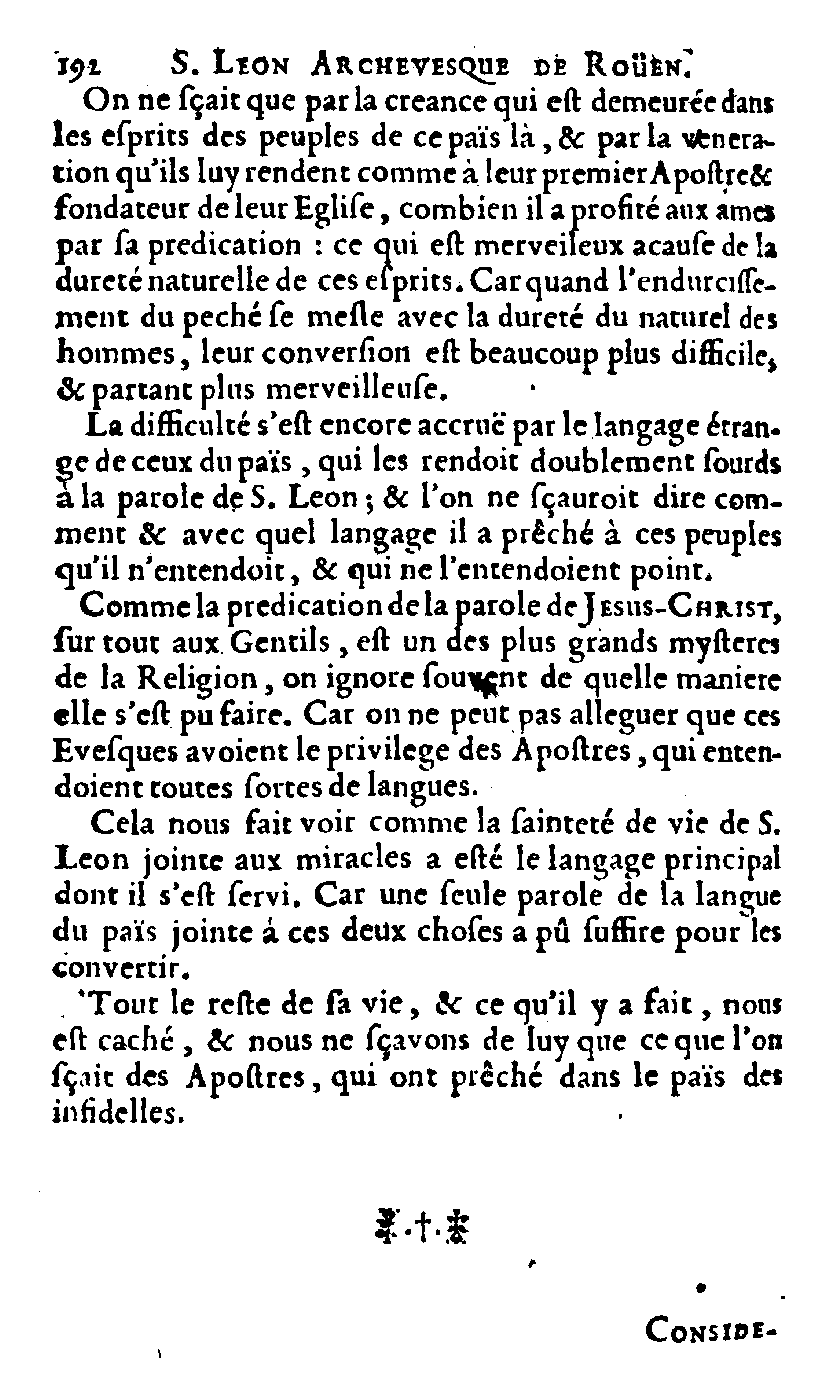 192 S. LEON ARCHEVESQUE DE ROÜEN.
On ne ſçait que par la creance qui eſt demeurée dans
les eſprits des peuples de ce païs là, & par la venera-
tion qu'ils luy rendent comme à leur premier Apoſtre &
fondateur de leur Egliſe, combien il a profité aux ames
par ſa predication : ce qui eſt merveileux acauſe de la
dureté naturelle de ces eſprits. Car quand l'endurciſſe-
ment du peché ſe meſle avec la dureté du naturel des
hommes, leur converſion eſt beaucoup plus difficile,
& partant plus merveilleuſe.
La difficulté s'eſt encore accruë par le langage étran-
ge de ceux du païs, qui les rendoit doublement ſourds
à la parole de S. Leon ; & l'on ne ſçauroit dire com-
ment & avec quel langage il a prêché à ces peuples
qu'il n'entendoit, & qui ne l'entendoient point.
Comme la predication de la parole de JESUS-CHRIST,
ſur tout aux Gentils, eſt un des plus grands myſteres
de la Religion, on ignore ſouvent de quelle maniere
elle s'eſt pu faire. Car on ne peut pas alleguer que ces
Eveſques avoient le privilege des Apoſtres, qui enten-
doient toutes ſortes de langues.
Cela nous fait voir comme la ſainteté de vie de S.
Leon jointe aux miracles a eſté le langage principal
dont il s'eſt ſervi. Car une ſeule parole de la langue
du païs jointe à ces deux choſes a pû ſuffire pour les
convertir.
Tout le reſte de ſa vie, & ce qu'il y a fait, nous
eſt caché, & nous ne ſçavons de luy que ce que l'on
ſçait des Apoſtres, qui ont prêché dans le païs des
infidelles.
CONSIDE-